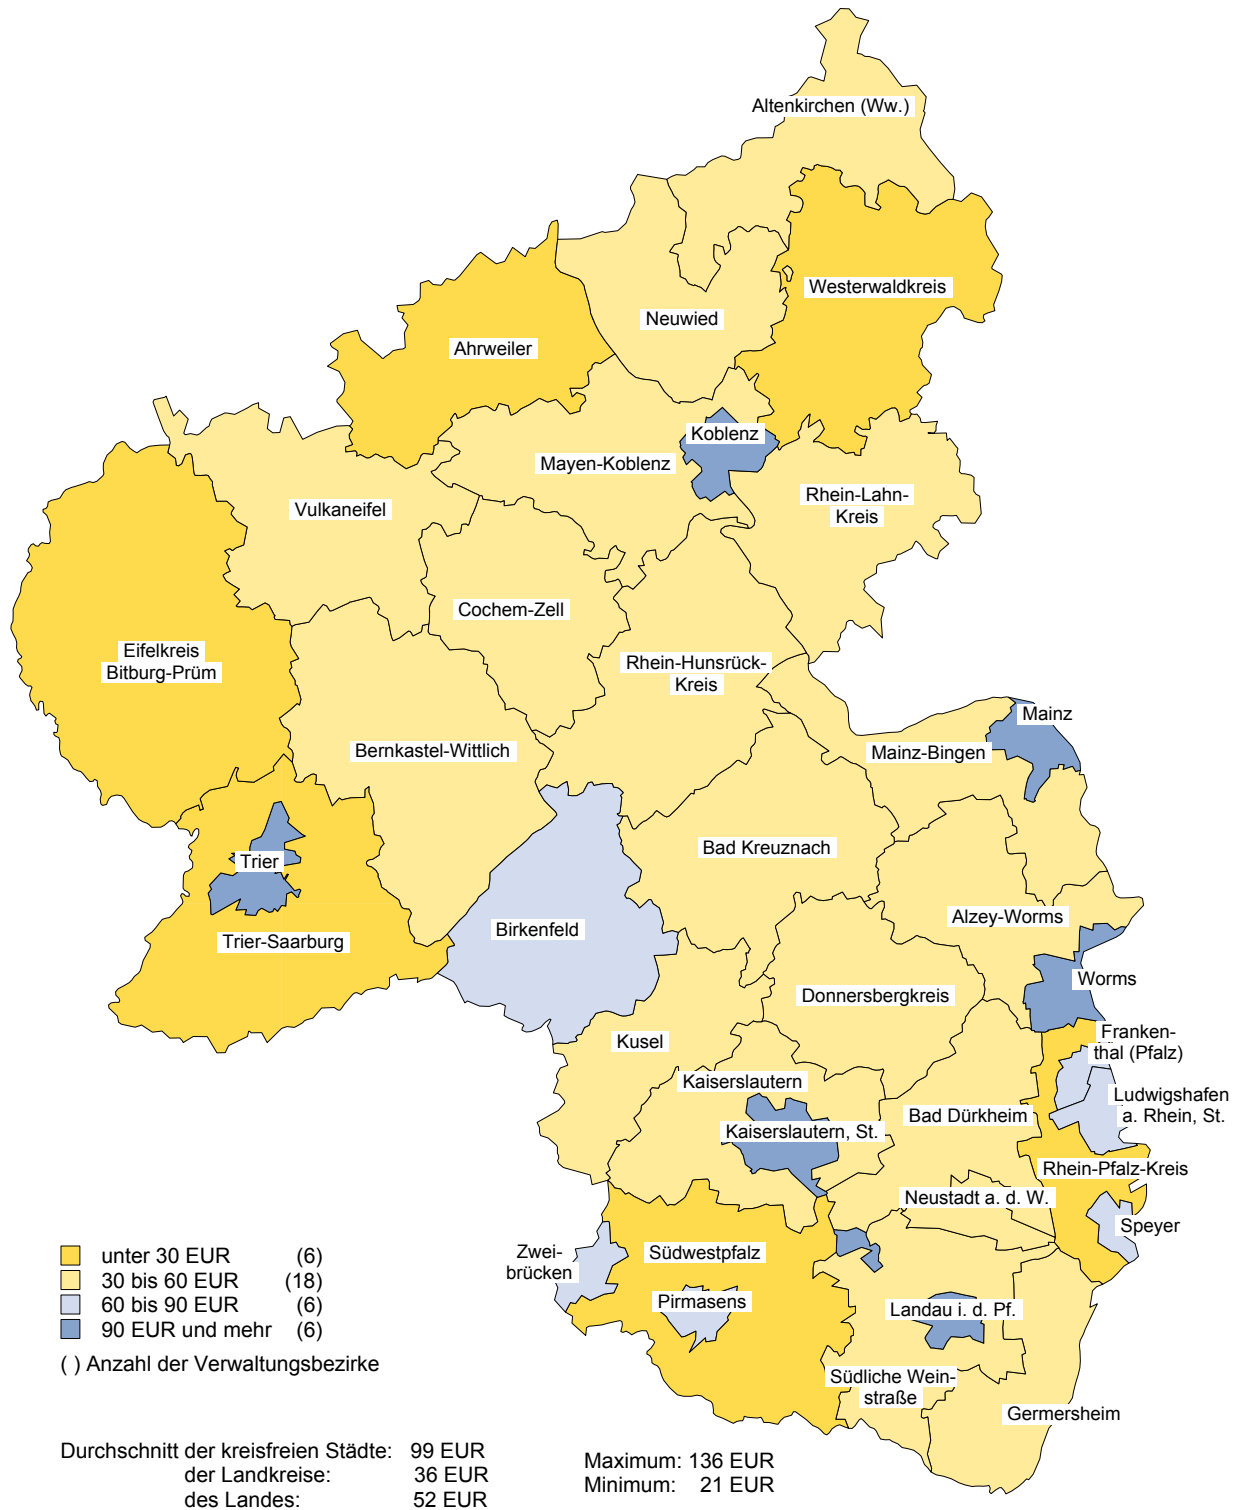 Altenkirchen (Ww.)
Westerwaldkreis
Neuwied
Ahrweiler
Koblenz
Mayen-Koblenz
Rhein-Lahn-
Kreis
Vulkaneifel
Cochem-Zell
Eifelkreis
Bitburg-Prüm
Rhein-Hunsrück-
Kreis
Mainz
Bernkastel-Wittlich
Mainz-Bingen
Bad Kreuznach
Trier
Alzey-Worms
Birkenfeld
Trier-Saarburg
Worms
Donnersbergkreis
Kusel
Franken-
thal (Pfalz)
Kaiserslautern
Ludwigshafen
a. Rhein, St.
Bad Dürkheim
Kaiserslautern, St.
Rhein-Pfalz-Kreis
Neustadt a. d. W.
Speyer
Zwei-
brücken
Südwestpfalz
Pirmasens
Landau i. d. Pf.
Südliche Wein-
straße
Germersheim
unter 30 EUR (6)
30 bis 60 EUR (18)
60 bis 90 EUR (6)
90 EUR und mehr (6)
( ) Anzahl der Verwaltungsbezirke
Durchschnitt der kreisfreien Städte: 99 EUR
der Landkreise: 36 EUR
des Landes: 52 EUR
Maximum: 136 EUR
Minimum: 21 EUR